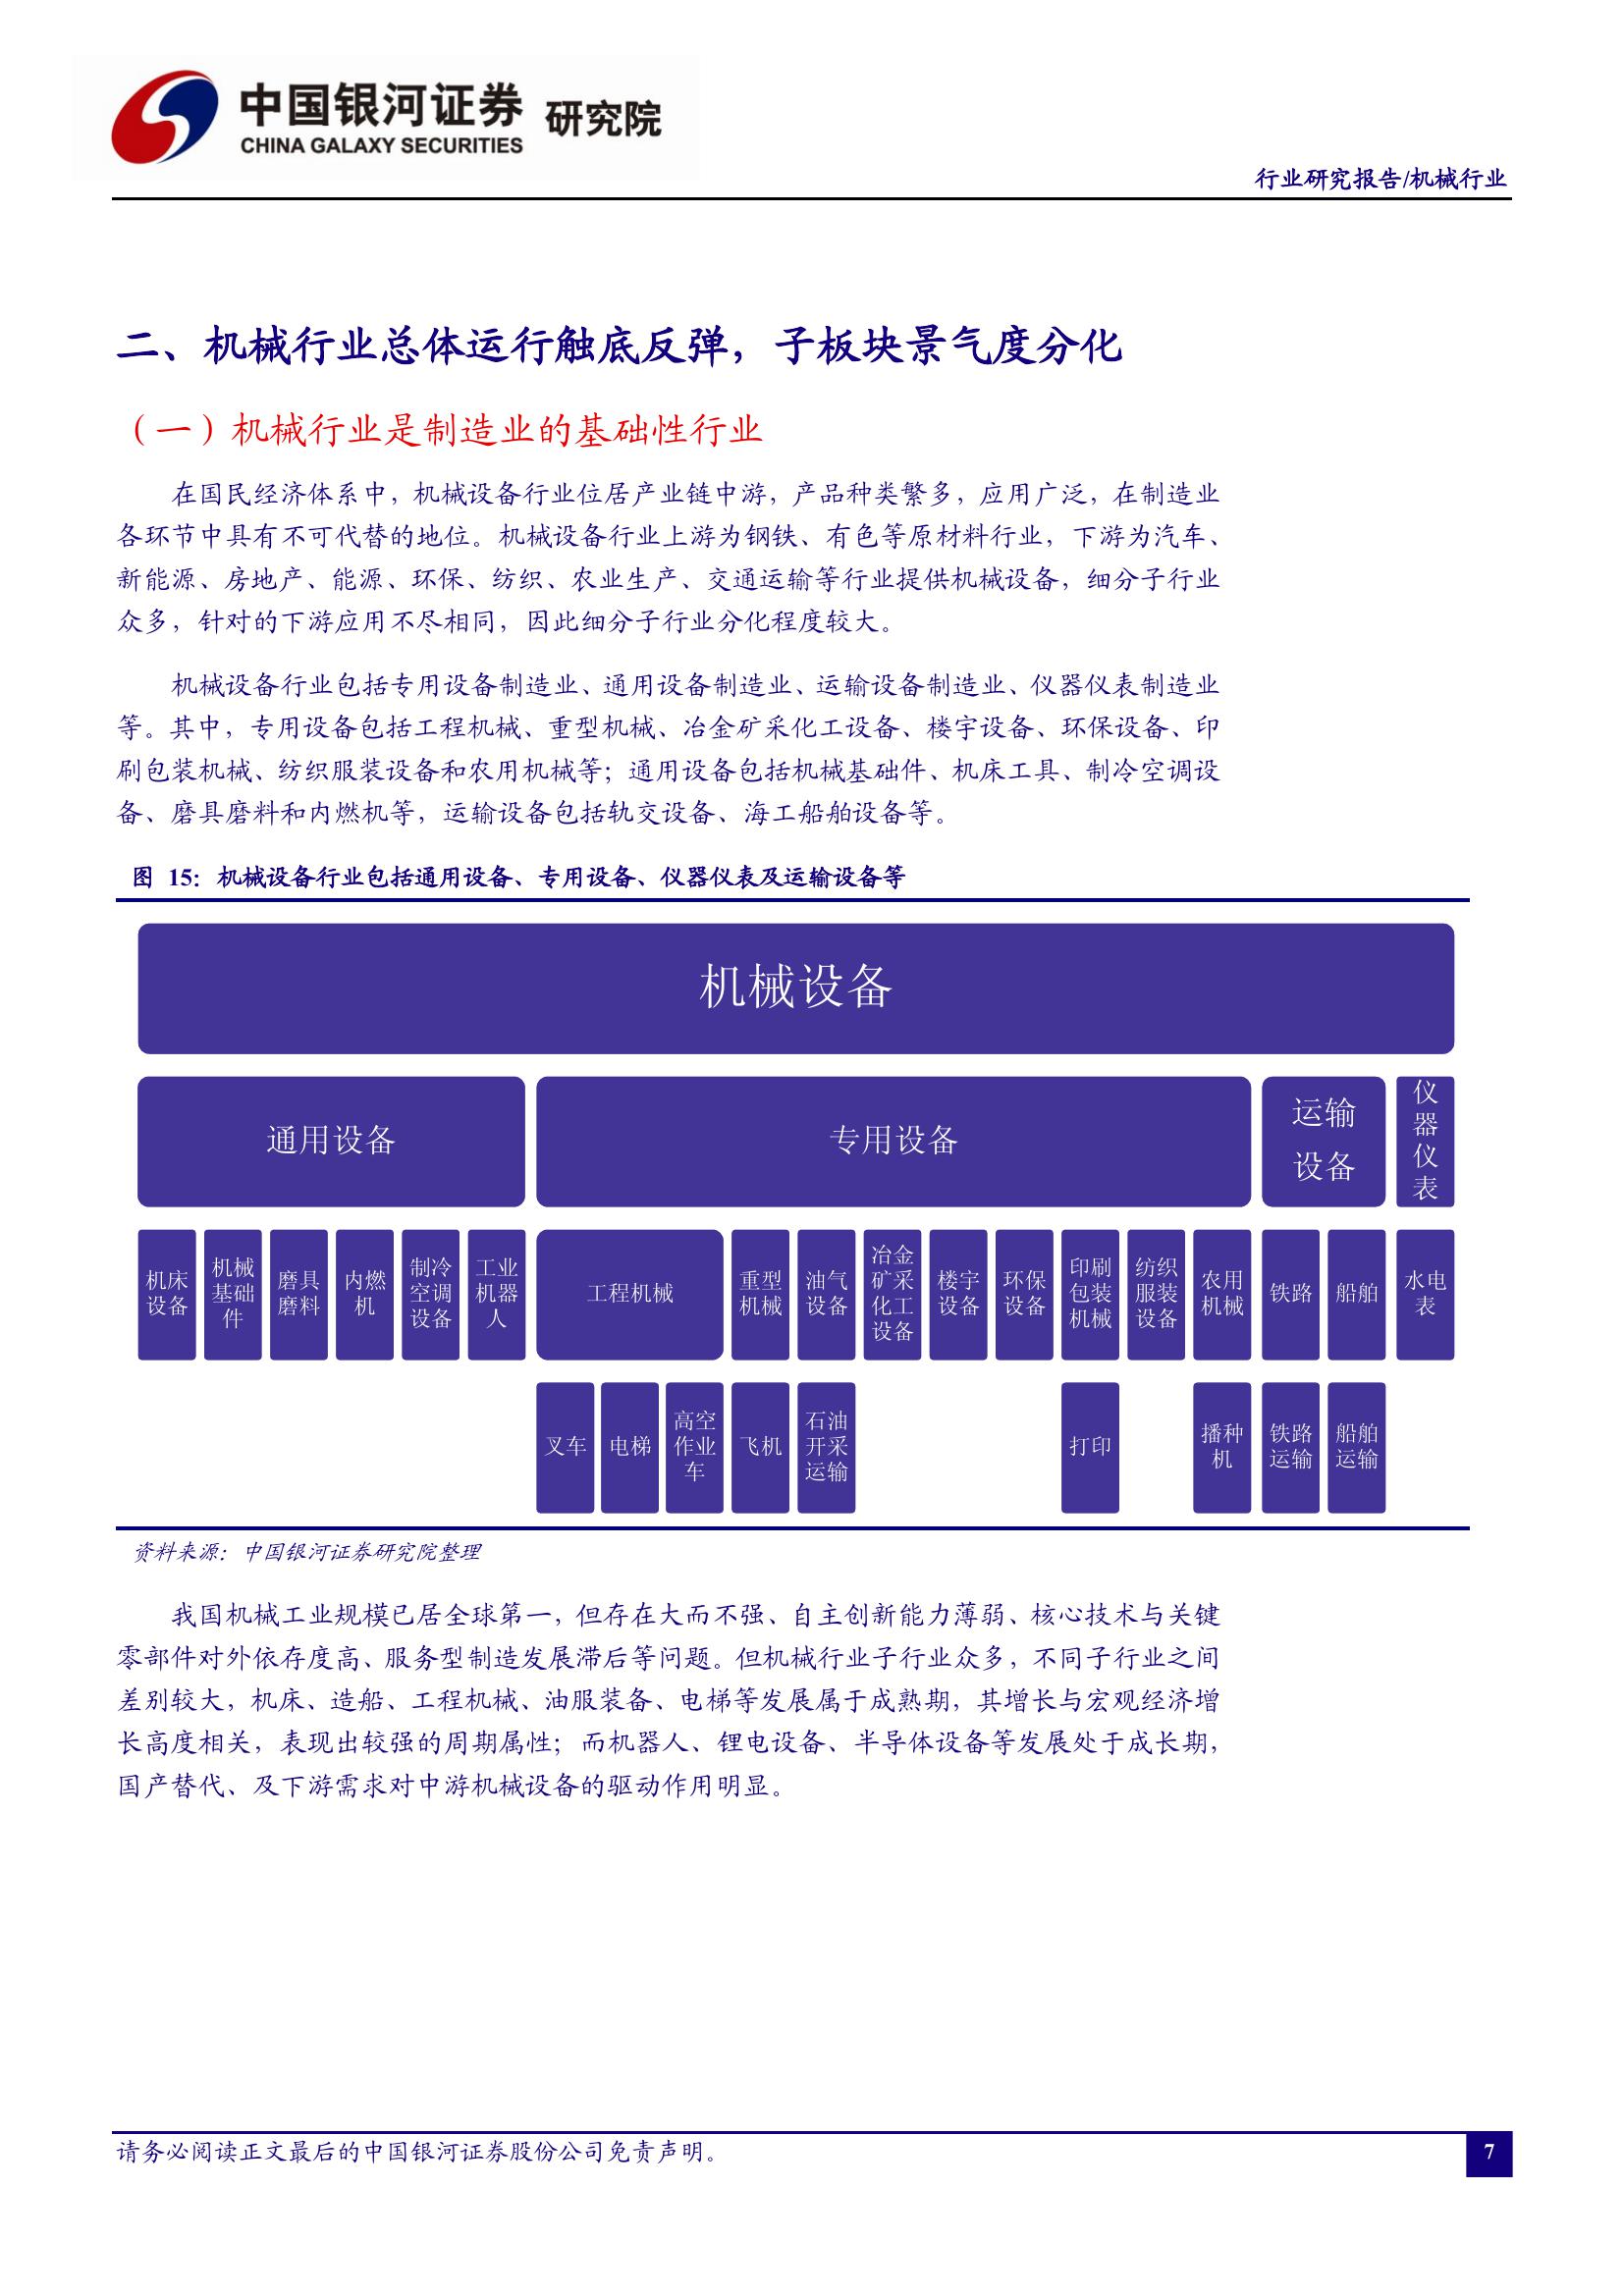 中国银河证券 研究院
CHINA GALAXY SECURITIES
行业研究报告/机械行业
二、机械行业总体运行触底反弹，子板块景气度分化
（一）机械行业是制造业的基础性行业
在国民经济体系中，机械设备行业位居产业链中游，产品种类繁多，应用广泛，在制造业
各环节中具有不可代替的地位。机械设备行业上游为钢铁、有色等原材料行业，下游为汽车、
新能源、房地产、能源、环保、纺织、农业生产、交通运输等行业提供机械设备，细分子行业
众多，针对的下游应用不尽相同，因此细分子行业分化程度较大。
机械设备行业包括专用设备制造业、通用设备制造业、运输设备制造业、仪器仪表制造业
等。其中，专用设备包括工程机械、重型机械、冶金矿采化工设备、楼宇设备、环保设备、印
刷包装机械、纺织服装设备和农用机械等；通用设备包括机械基础件、机床工具、制冷空调设
备、磨具磨料和内燃机等，运输设备包括轨交设备、海工船舶设备等。
图 15：机械设备行业包括通用设备、专用设备、仪器仪表及运输设备等
机械设备
通用设备
专用设备
运输
设备
仪
器
仪
表
机床
设备
机械
基础
件
磨具
磨料
内燃
机
制冷
空调
设备
工业
机器
人
工程机械
重型
机械
油气
设备
冶金
矿采
化工
设备
楼宇
设备
环保
设备
印刷
包装
机械
纺织
服装
设备
农用
机械
铁路
船舶
水电
表
叉车
电梯
高空
作业
车
飞机
石油
开采
运输
打印
播种
机
铁路
运输
船舶
运输
资料来源：中国银河证券研究院整理
我国机械工业规模已居全球第一，但存在大而不强、自主创新能力薄弱、核心技术与关键
零部件对外依存度高、服务型制造发展滞后等问题。但机械行业子行业众多，不同子行业之间
差别较大，机床、造船、工程机械、油服装备、电梯等发展属于成熟期，其增长与宏观经济增
长高度相关，表现出较强的周期属性；而机器人、锂电设备、半导体设备等发展处于成长期，
国产替代、及下游需求对中游机械设备的驱动作用明显。
请务必阅读正文最后的中国银河证券股份公司免责声明。
7